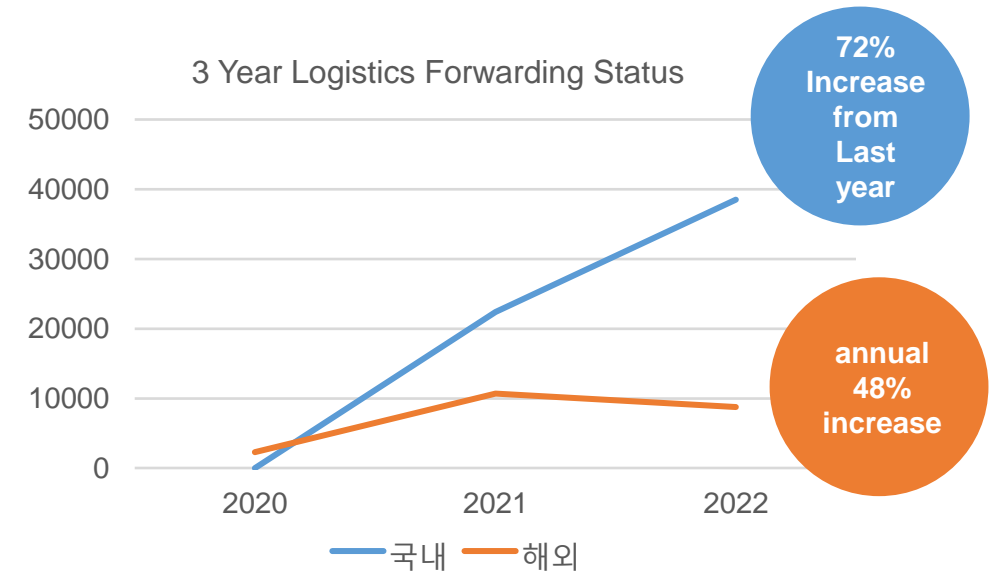 3 Year Logistics Forwarding Status
72%
Increase
from
Last
year
50000
40000
30000
20000
10000
0
annual
48%
increase
2020 2021 2022
국내 해외